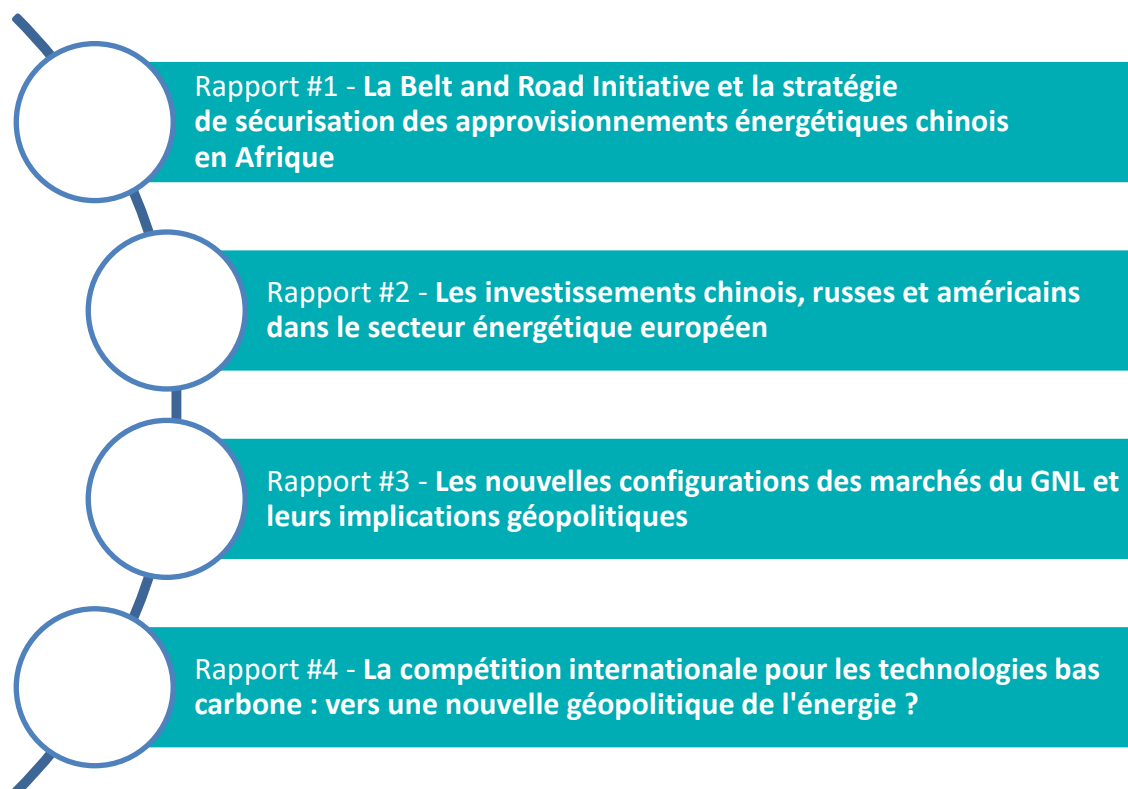 Rapport #1 - La Belt and Road Initiative et la stratégie
de sécurisation des approvisionnements énergétiques chinois
en Afrique
Rapport #2 - Les investissements chinois, russes et américains
dans le secteur énergétique européen
Rapport #3 - Les nouvelles configurations des marchés du GNL et
leurs implications géopolitiques
Rapport #4 - La compétition internationale pour les technologies bas
carbone : vers une nouvelle géopolitique de l'énergie ?